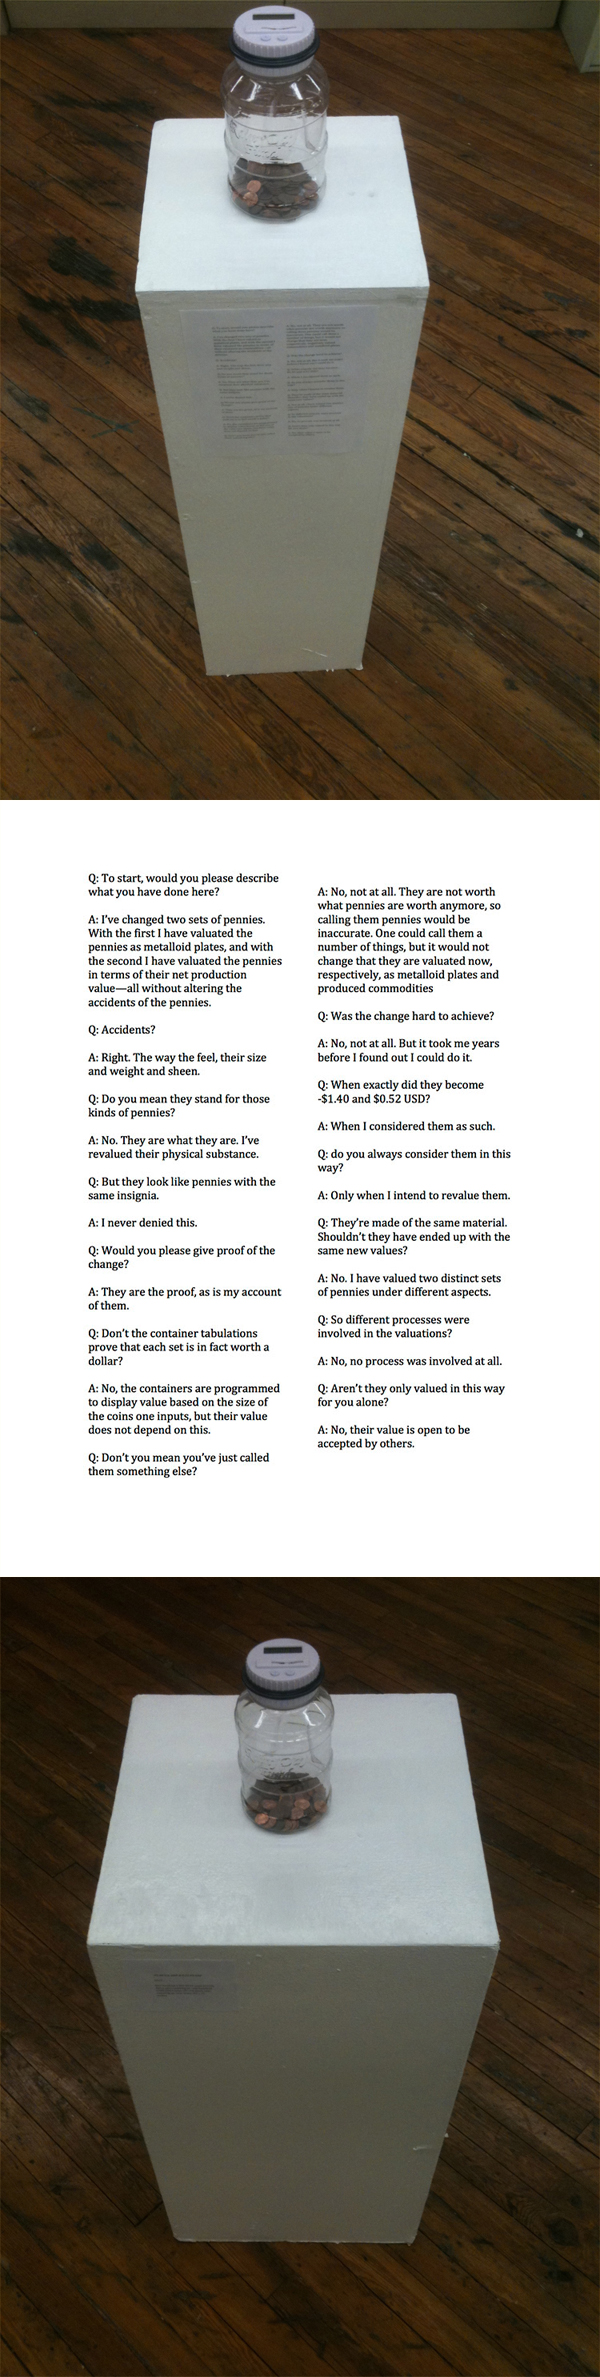 Q: To start, would you please describe
what you have done here?
A: I've changed two sets of pennies.
With the first I have valuated the
pennies as metalloid plates, and with
the second I have valuated the pennies
in terms of their net production
value—all without altering the
accidents of the pennies.
Q: Accidents?
A: Right. The way the feel, their size
and weight and sheen.
Q: Do you mean they stand for those
kinds of pennies?
A: No. They are what they are. I've
revalued their physical substance.
Q: But they look like pennies with the
same insignia.
A: I never denied this.
Q: Would you please give proof of the
change?
A: They are the proof, as is my account
of them.
Q: Don't the container tabulations
prove that each set is in fact worth a
dollar?
A: No, the containers are programmed
to display value based on the size of
the coins one inputs, but their value
does not depend on this.
Q: Don't you mean you've just called
them something else?
A: No, not at all. They are not worth
what pennies are worth anymore, so
calling them pennies would be
inaccurate. One could call them a
number of things, but it would not
change that they are valuated now,
respectively, as metalloid plates and
produced commodities
Q: Was the change hard to achieve?
A: No, not at all. But it took me years
before I found out I could do it.
Q: When exactly did they become
-$1.40 and $0.52 USD?
A: When I considered them as such.
Q: do you always consider them in this
way?
A: Only when I intend to revalue them.
Q: They're made of the same material.
Shouldn't they have ended up with the
same new values?
A: No. I have valued two distinct sets
of pennies under different aspects.
Q: So different processes were
involved in the valuations?
A: No, no process was involved at all.
Q: Aren't they only valued in this way
for you alone?
A: No, their value is open to be
accepted by others.